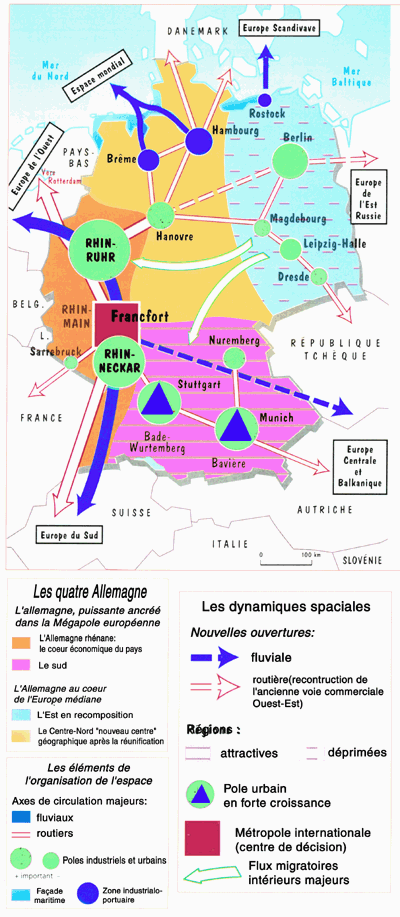 DANEMARK
Europe Scandivave
Mer
du Nord
Espace mondial
Mer
Baltique
Rostock
Hambourg
Berlin
Europe de l'Ouest
PAYS-
BAS
Brême
Vers
Rotterdam
Europe
de
l'Est
Russie
Hanovre
Magdebourg
RHIN-
RUHR
Leipzig-Halle
Dresde
BELG.
RHIN-
MAIN
Francfort
L.
Nuremberg
RÉPUBLIQUE
TCHÈQUE
Sarrebruck
RHIN-
NECKAR
Stuttgart
FRANCE
Munich
Bade-
Wurtemberg
Bavière
Europe
Centrale et
Balkanique
Europe du Sud
SUISSE
AUTRICHE
ITALIE
0 100 km
SLOVÉNIE
Les quatre Allemagne
L'allemagne, puissante ancréé
dans la Mégapole européenne
L'Allemagne rhénane:
le coeur économique du pays
Le sud
L'Allemagne au coeur
de l'Europe médiane
L'Est en recomposition
Le Centre-Nord "nouveau centre"
géographique après la réunification
Les éléments de
l'organisation de l'espace
Axes de circulation majeurs:
fluviaux
routiers
Poles industriels et urbains
+ important -
Façade
maritime
Zone industrialo-
portuaire
Les dynamiques spaciales
Nouvelles ouvertures:
fluviale
routière(recontruction de
l'ancienne voie commerciale
Ouest-Est)
Régions :
attractives
déprimées
Pole urbain
en forte croissance
Métropole internationale
(centre de décision)
Flux migratoires
intérieurs majeurs